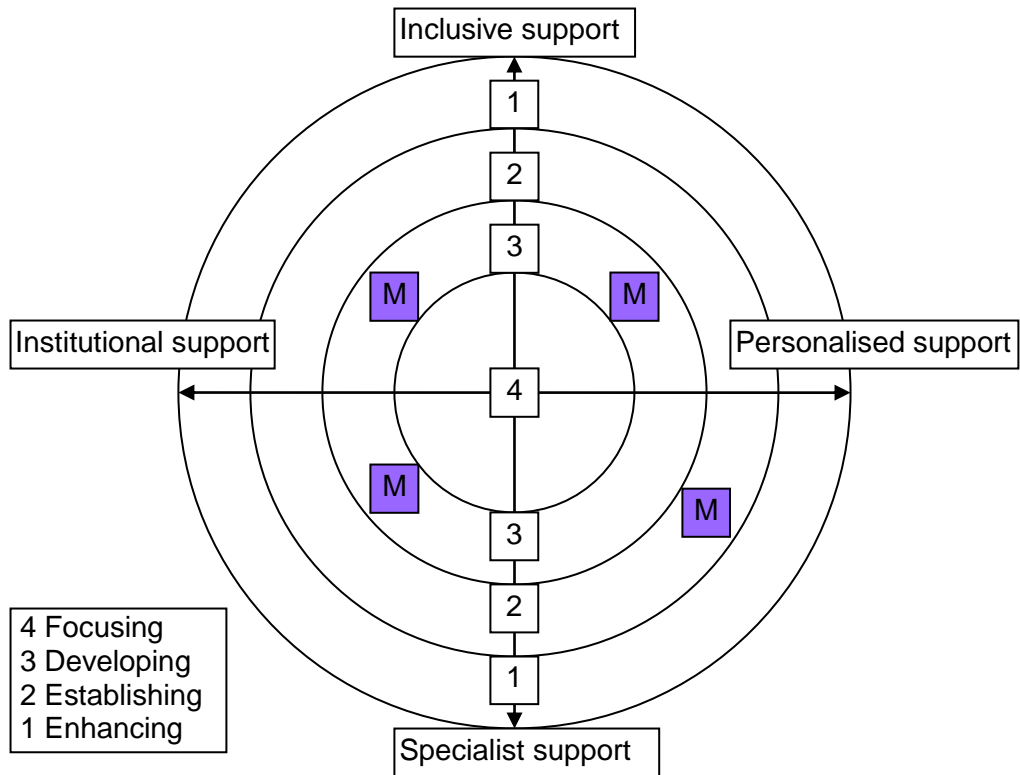 Inclusive support
1
2
3
M
M
Institutional support
Personalised support
4
M
M
3
2
1
4 Focusing
3 Developing
2 Establishing
1 Enhancing
Specialist support